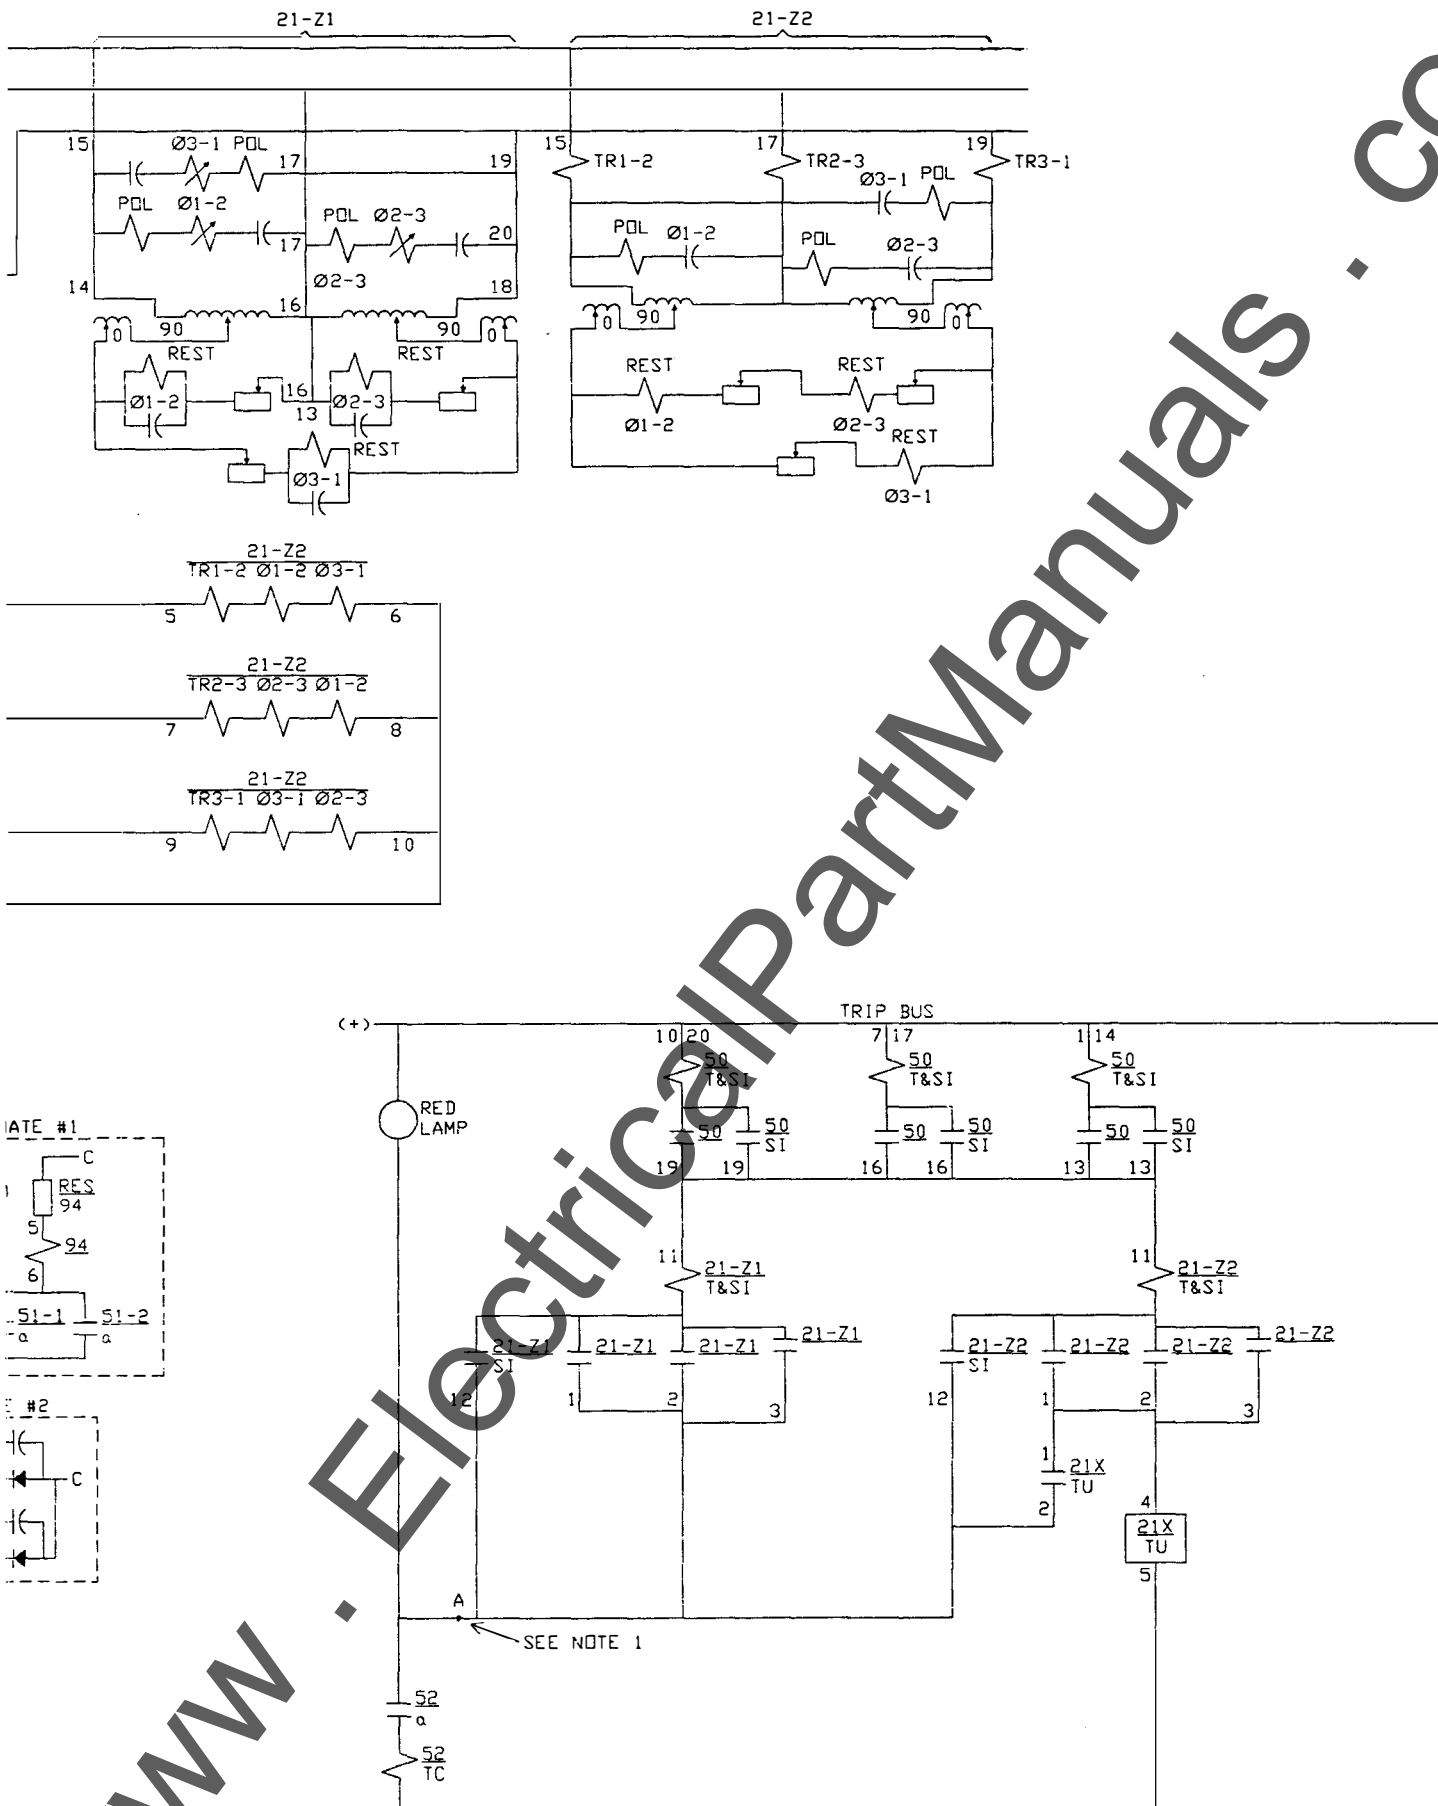 21-Z1
21-Z2
15
Ø3-1 POL
17
19
POL Ø1-2
17
POL Ø2-3
20
Ø2-3
14
16
18
0
90
90
0
REST
REST
Ø1-2
16
13
Ø2-3
REST
Ø3-1
15
TR1-2
17
TR2-3
19
TR3-1
Ø3-1
POL
POL
Ø1-2
POL
Ø2-3
0
90
90
0
REST
REST
Ø1-2
Ø2-3
REST
Ø3-1
21-Z2
TR1-2 Ø1-2 Ø3-1
5
6
21-Z2
TR2-3 Ø2-3 Ø1-2
7
8
21-Z2
TR3-1 Ø3-1 Ø2-3
9
10
(+)
TRIP BUS
10 20
7 17
1 14
50
T&SI
50
T&SI
50
T&SI
RED
LAMP
50
50
SI
50
50
SI
50
50
SI
19
19
16
16
13
13
IATE #1
C
RES
94
5
94
6
51-1
a
51-2
a
E #2
C
11
21-Z1
T&SI
11
21-Z2
T&SI
21-Z1
SI
21-Z1
21-Z1
21-Z1
12
1
2
3
21-Z2
SI
21-Z2
21-Z2
21-Z2
12
1
2
3
1
21X
TU
2
4
21X
TU
5
A
SEE NOTE 1
52
a
52
TC
ww . ElectricalPartManuals . co